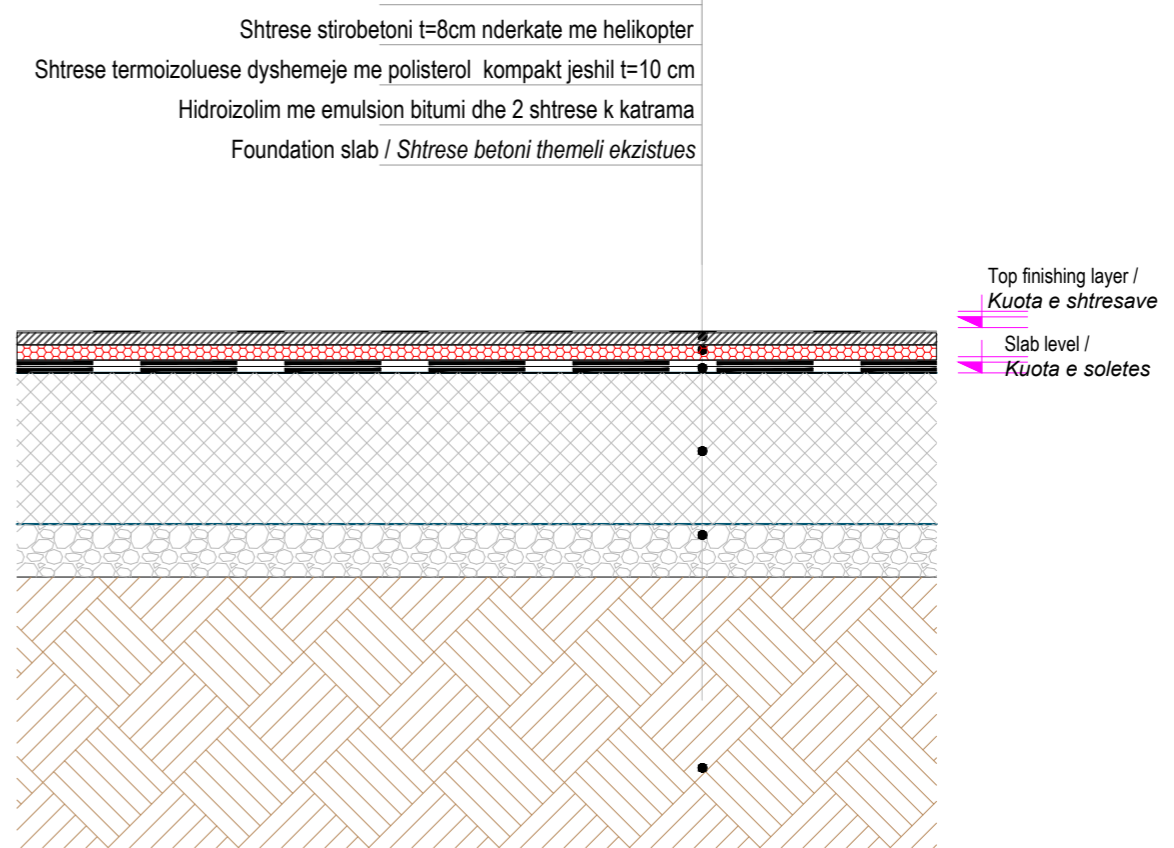 Shtrese stirobetoni t=8cm nderkate me helikopter
Shtrese termoizoluese dyshemeje me polisterol kompakt jeshil t=10 cm
Hidroizolim me emulsion bitumi dhe 2 shtrese k katrama
Foundation slab / Shtrese betoni themeli ekzistues
Top finishing layer /
Kuota e shtresave
Slab level /
Kuota e soletes